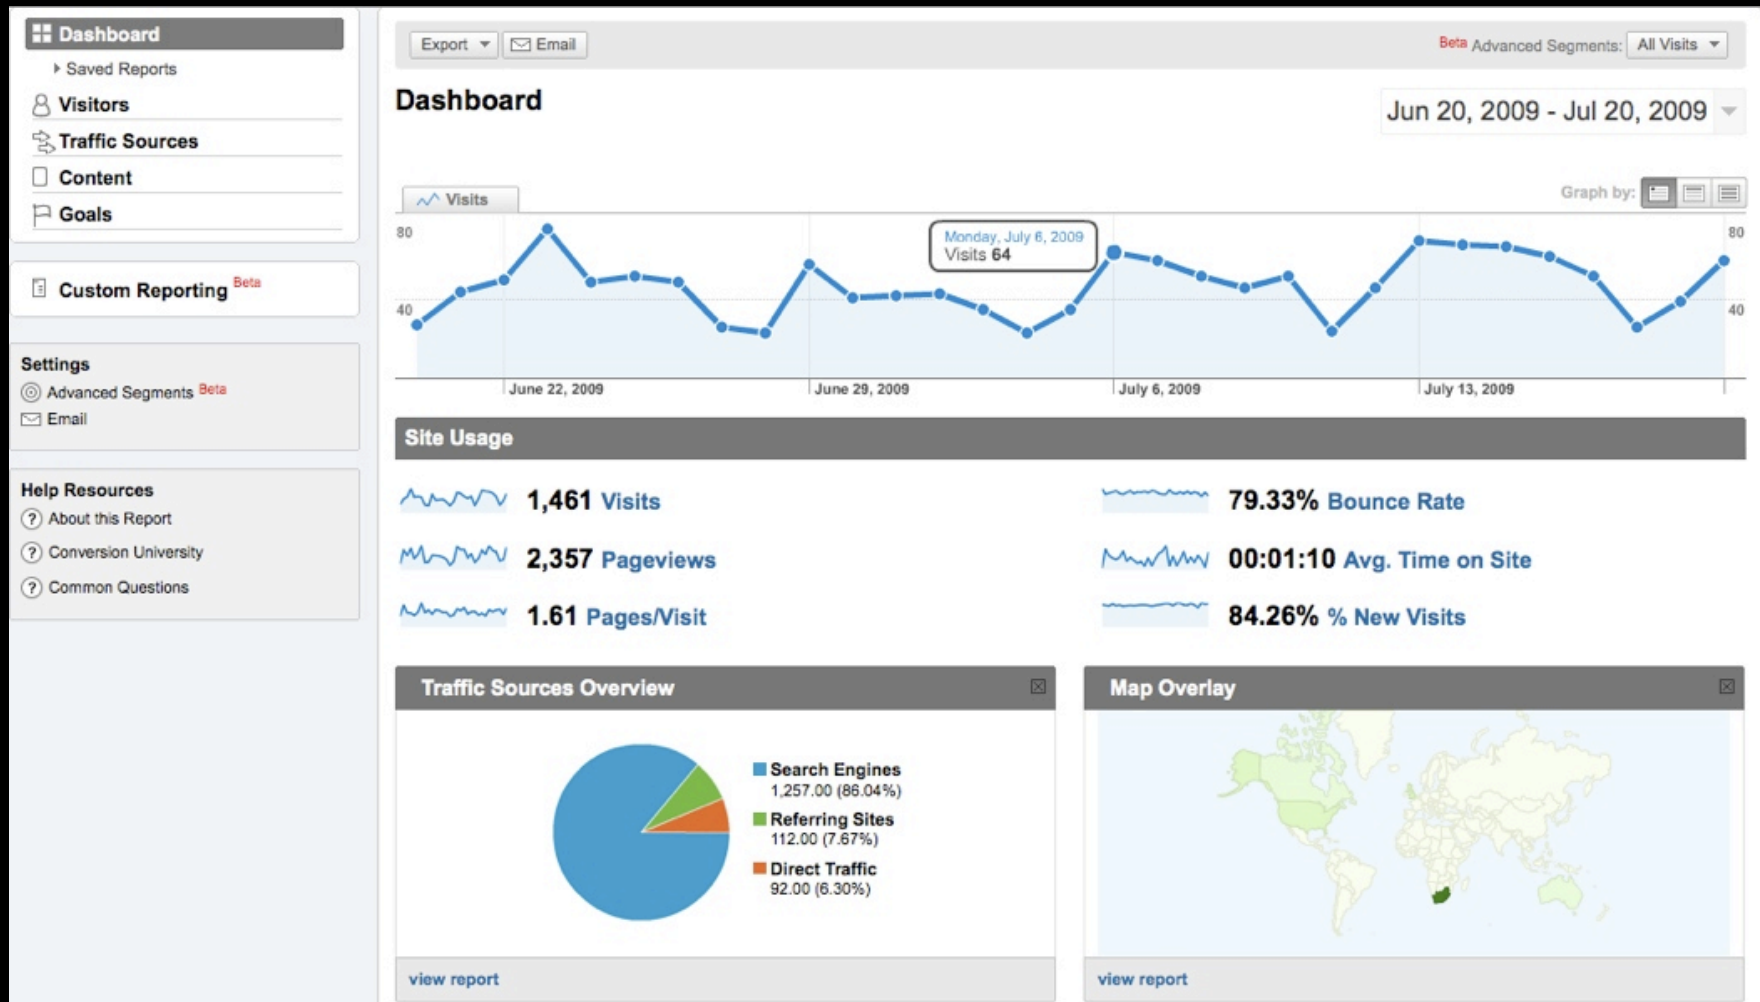 Dashboard
Saved Reports
Visitors
Traffic Sources
Content
Goals
Custom Reporting Beta
Settings
Advanced Segments Beta
Email
Help Resources
About this Report
Conversion University
Common Questions
Export
Email
Beta Advanced Segments: All Visits
Dashboard
Jun 20, 2009 - Jul 20, 2009
Visits
Graph by:
80 80
Monday, July 6, 2009
Visits 64
40 40
June 22, 2009 June 29, 2009 July 6, 2009 July 13, 2009
Site Usage
1,461 Visits
79.33% Bounce Rate
2,357 Pageviews
00:01:10 Avg. Time on Site
1.61 Pages/Visit
84.26% % New Visits
Traffic Sources Overview
Search Engines
1,257.00 (86.04%)
Referring Sites
112.00 (7.67%)
Direct Traffic
92.00 (6.30%)
view report
Map Overlay
view report